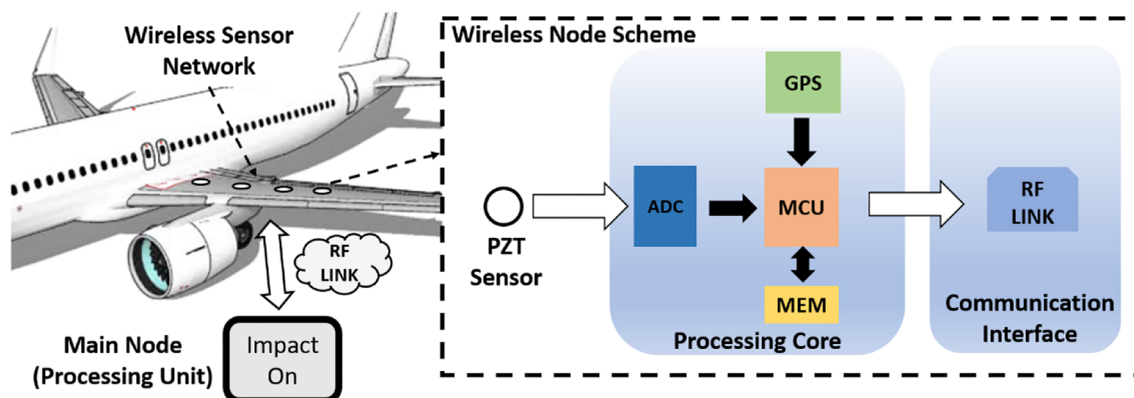 Wireless Sensor
Network
RF
LINK
Main Node
(Processing Unit)
Impact
On
Wireless Node Scheme
GPS
PZT
Sensor
ADC
MCU
MEM
Processing Core
RF
LINK
Communication
Interface